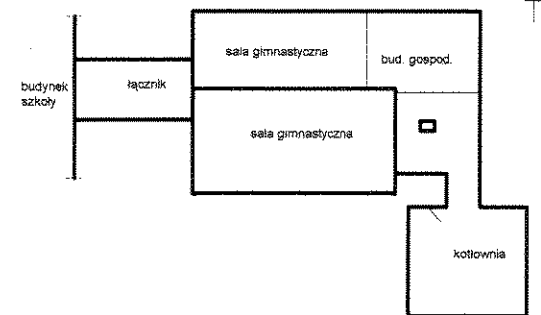 sala gimnastyczna
bud. gospod.
budynek
szkoły
łącznik
sala gimnastyczna
kotłownia